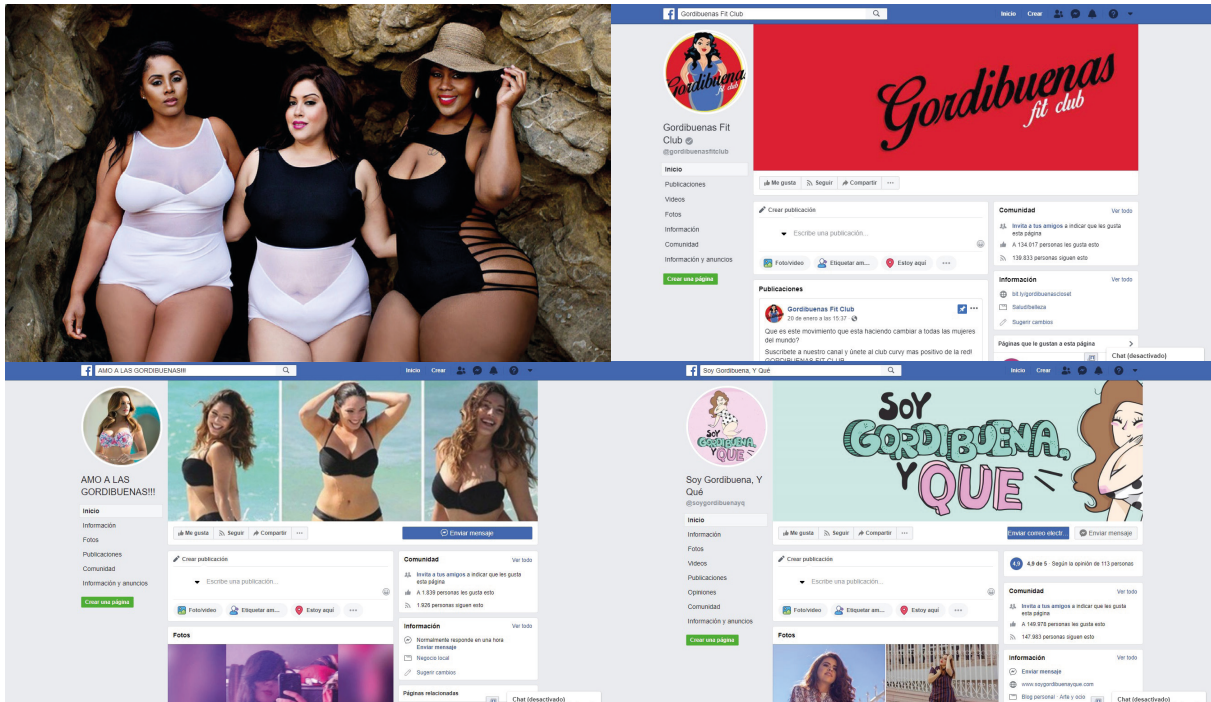 Gordibuenas Fit Club
Inicio Crear
Gordibuena
fit club
Gordibuenas
fit club
Gordibuenas Fit
Club
@gordibuenasfitclub
Inicio
Publicaciones
Videos
Fotos
Información
Comunidad
Información y anuncios
Crear una página
Me gusta Seguir Compartir
Crear publicación
Escribe una publicación...
Foto/video Etiquetar am... Estoy aquí
Publicaciones
Gordibuenas Fit Club
20 de enero a las 15:37
Que es este movimiento que esta haciendo cambiar a todas las mujeres
del mundo?
Suscríbete a nuestro canal y únete al club curvy mas positivo de la red!
GORDIBUENAS FIT CLUB
Comunidad Ver todo
Invita a tus amigos a indicar que les gusta
esta página
A 134.017 personas les gusta esto
139.833 personas siguen esto
Información Ver todo
bit.ly/gordibuenascloset
Salud/belleza
Sugerir cambios
Páginas que le gustan a esta página
Chat (desactivado)
AMO A LAS GORDIBUENAS!!!
Inicio Crear
AMO A LAS
GORDIBUENAS!!!
Inicio
Información
Fotos
Publicaciones
Comunidad
Información y anuncios
Crear una página
Me gusta Seguir Compartir
Enviar mensaje
Crear publicación
Escribe una publicación...
Foto/video Etiquetar am... Estoy aquí
Fotos
Comunidad Ver todo
Invita a tus amigos a indicar que les gusta
esta página
A 1.839 personas les gusta esto
1.926 personas siguen esto
Información Ver todo
Normalmente responde en una hora
Enviar mensaje
Negocio local
Sugerir cambios
Páginas relacionadas
Chat (desactivado)
Soy Gordibuena, Y Qué
Inicio Crear
SOY
GORDIBUENA,
Y QUE
SOY
GORDIBUENA,
Y QUE
Soy Gordibuena, Y
Qué
@soygordibuenayq
Inicio
Información
Fotos
Videos
Publicaciones
Opiniones
Comunidad
Información y anuncios
Crear una página
Me gusta Seguir Compartir
Enviar correo electr... Enviar mensaje
Crear publicación
Escribe una publicación...
Foto/video Etiquetar am... Estoy aquí
Fotos
4,9 4,9 de 5 · Según la opinión de 113 personas
Comunidad Ver todo
Invita a tus amigos a indicar que les gusta
esta página
A 149.978 personas les gusta esto
147.983 personas siguen esto
Información Ver todo
Enviar mensaje
www.soygordibuenayque.com
Blog personal · Arte y ocio
Chat (desactivado)